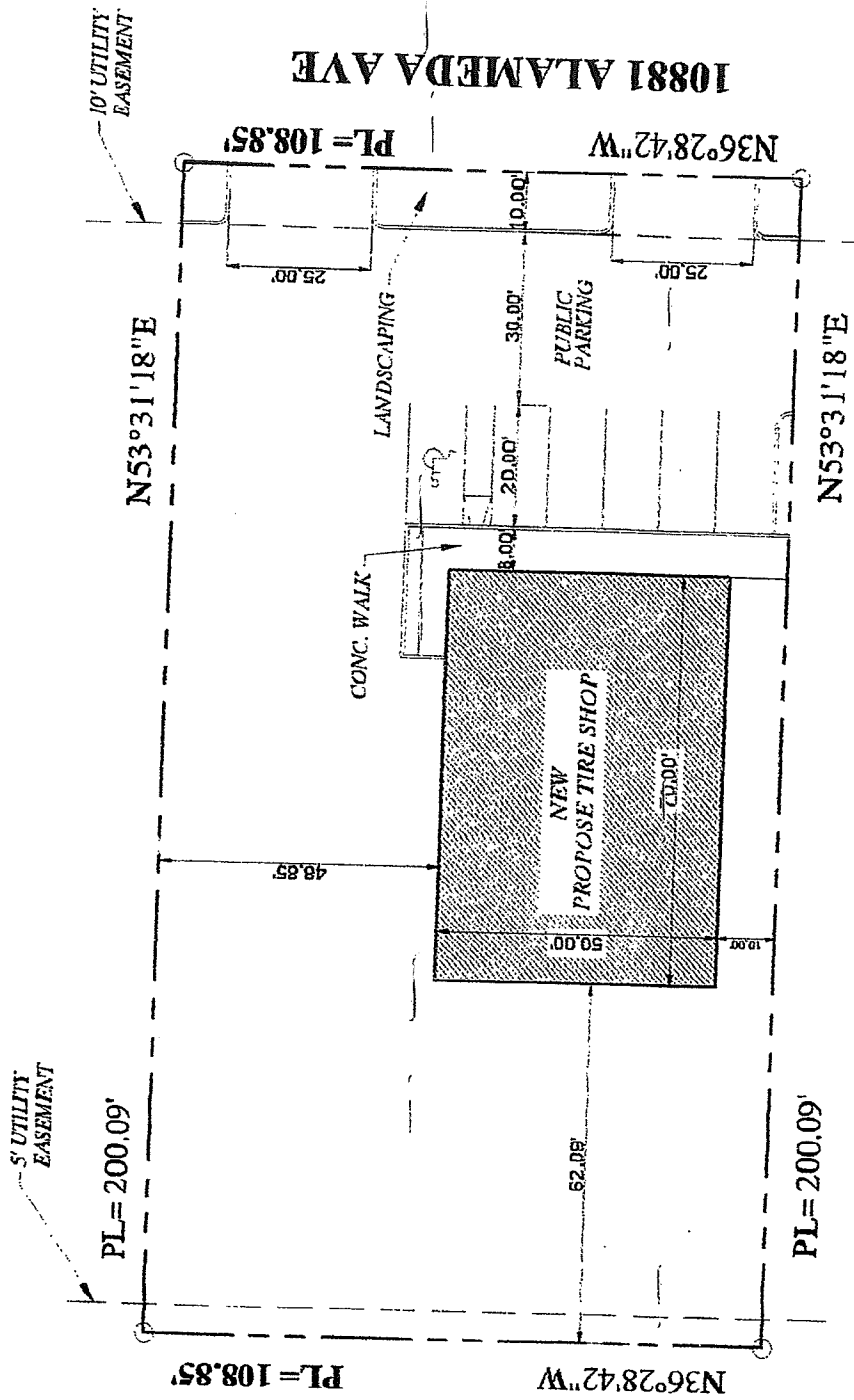 5' UTILITY
EASEMENT
10' UTILITY
EASEMENT
PL= 200.09'
N53°31'18"E
PL= 108.85'
N36°28'42"W
10881 ALAMEDA AVE
PL= 108.85'
N36°28'42"W
25.00'
25.00'
LANDSCAPING
10.00'
30.00'
PUBLIC
PARKING
20.00'
8.00'
CONC. WALK
48.85'
NEW
PROPOSE TIRE SHOP
70.00'
50.00'
10.00'
62.09'
PL= 200.09'
N53°31'18"E